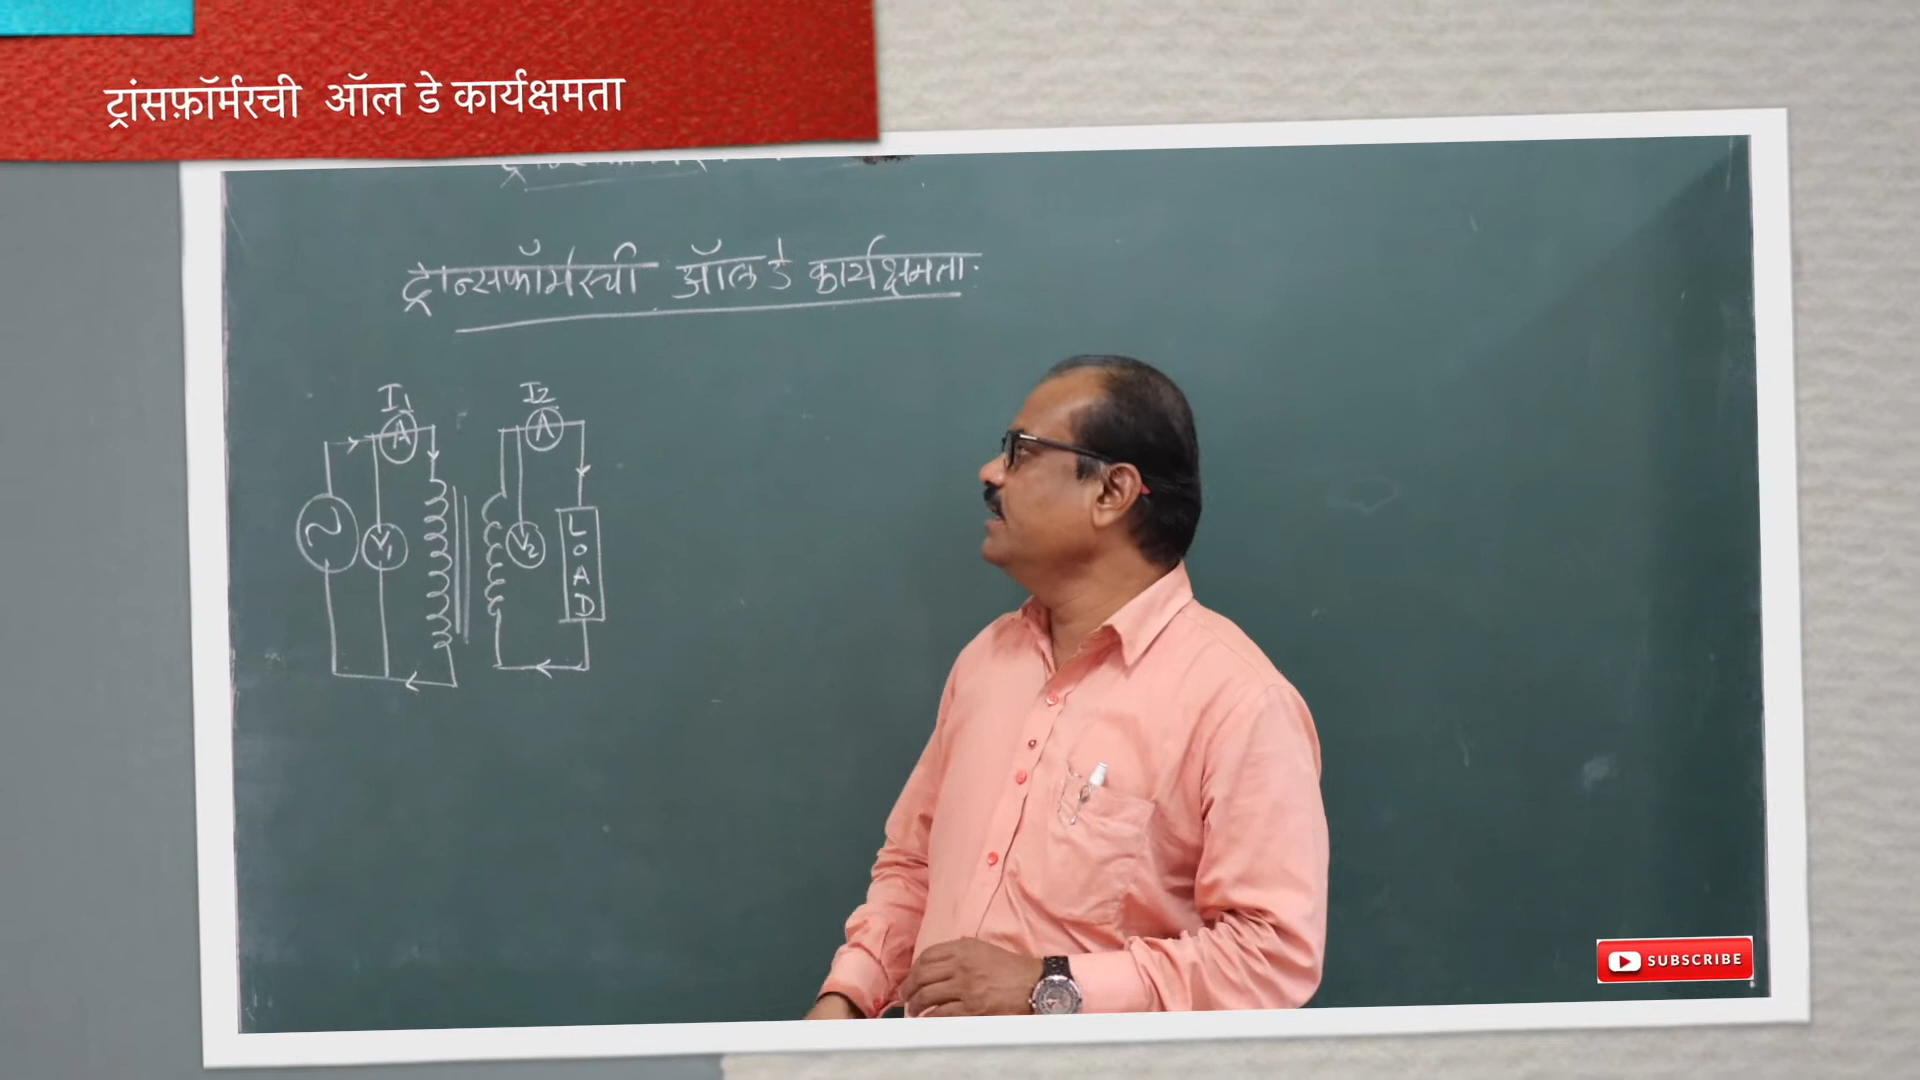 ट्रांसफ़ॉर्मरची ऑल डे कार्यक्षमता
ट्रान्सफॉर्मरची ऑल डे कार्यक्षमता.
I₁
I₂
A
A
V₁
V₂
LOAD
SUBSCRIBE